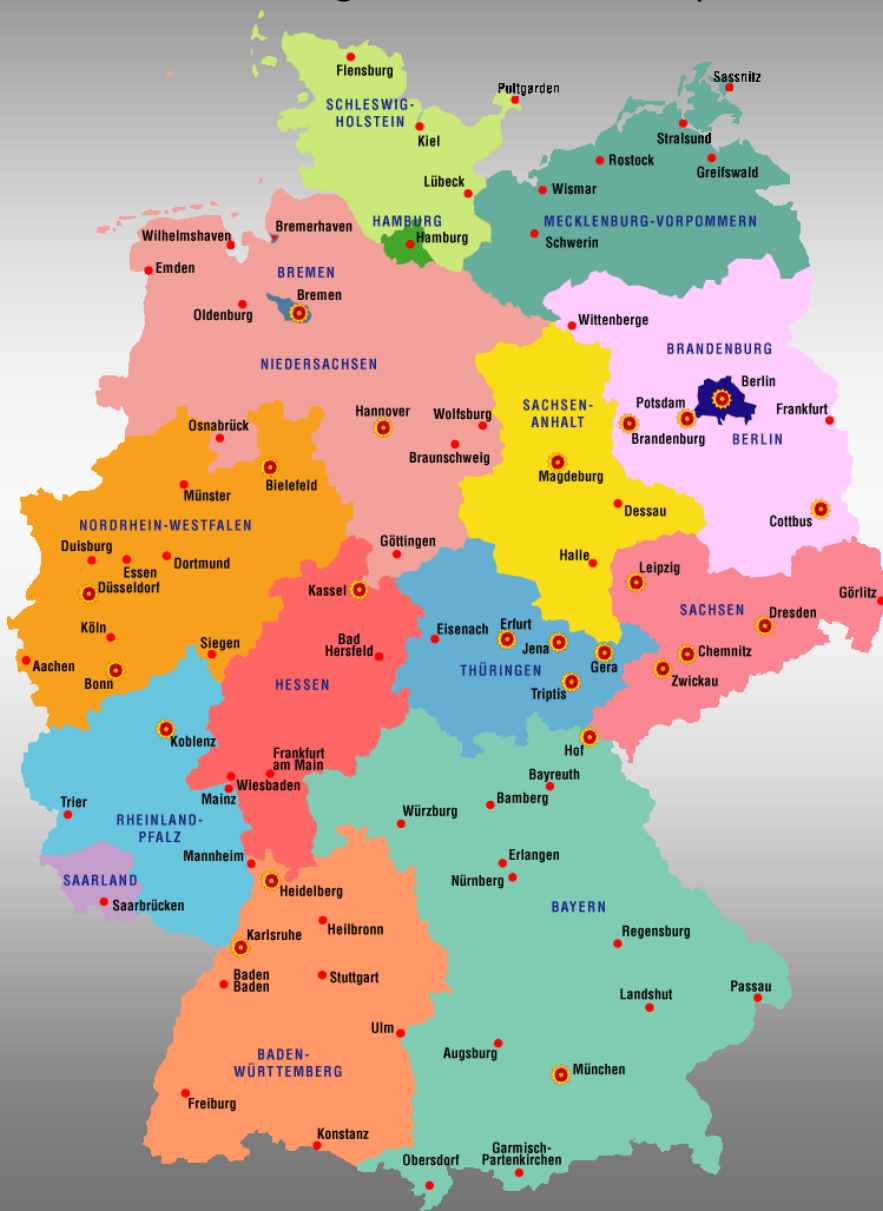 Flensburg
Sassnitz
Pultgarden
SCHLESWIG-
HOLSTEIN
Kiel
Stralsund
Rostock
Greifswald
Lübeck
Wismar
HAMBURG
MECKLENBURG-VORPOMMERN
Bremerhaven
Wilhelmshaven
Hamburg
Schwerin
Emden
BREMEN
Bremen
Oldenburg
Wittenberge
BRANDENBURG
NIEDERSACHSEN
Berlin
Potsdam
Frankfurt
SACHSEN-
ANHALT
Hannover
Wolfsburg
Osnabrück
Brandenburg
BERLIN
Braunschweig
Magdeburg
Bielefeld
Münster
Dessau
Cottbus
NORDRHEIN-WESTFALEN
Duisburg
Göttingen
Halle
Essen
Dortmund
Leipzig
Düsseldorf
Kassel
Görlitz
SACHSEN
Dresden
Köln
Eisenach
Erfurt
Siegen
Bad
Hersfeld
Jena
Chemnitz
Aachen
THÜRINGEN
Gera
Bonn
HESSEN
Zwickau
Triptis
Koblenz
Hof
Frankfurt
am Main
Bayreuth
Wiesbaden
Mainz
Bamberg
Trier
Würzburg
RHEINLAND-
PFALZ
Mannheim
Erlangen
SAARLAND
Heidelberg
Nürnberg
Saarbrücken
BAYERN
Heilbronn
Karlsruhe
Regensburg
Baden
Baden
Stuttgart
Passau
Landshut
Ulm
Augsburg
BADEN-
WÜRTTEMBERG
München
Freiburg
Konstanz
Garmisch-
Partenkirchen
Obersdorf